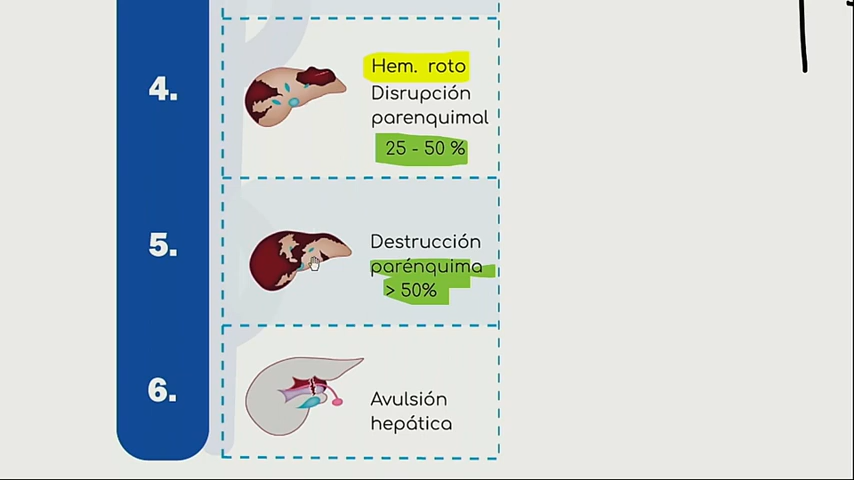 4.
Hem. roto
Disrupción
parenquimal
25 - 50 %
5.
Destrucción
parénquima
> 50%
6.
Avulsión
hepática